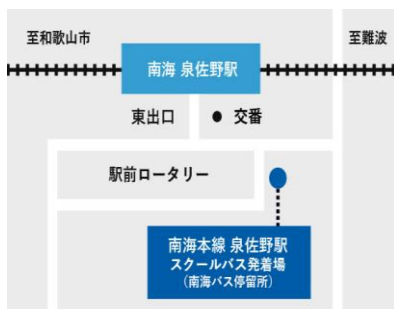 至和歌山市
至難波
南海 泉佐野駅
東出口
交番
駅前ロータリー
南海本線 泉佐野駅
スクールバス発着場
(南海バス停留所)